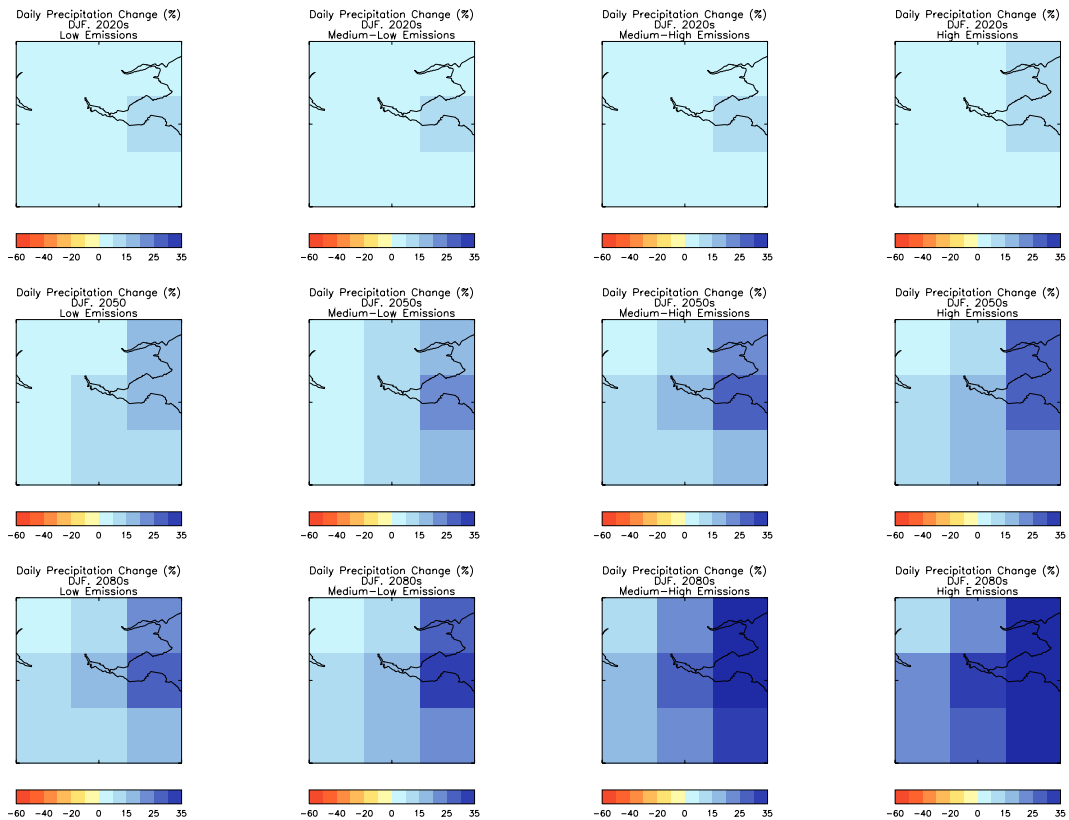 Daily Precipitation Change (%)
DJF. 2020s
Low Emissions
-60 -40 -20 0 15 25 35
Daily Precipitation Change (%)
DJF. 2020s
Medium-Low Emissions
-60 -40 -20 0 15 25 35
Daily Precipitation Change (%)
DJF. 2020s
Medium-High Emissions
-60 -40 -20 0 15 25 35
Daily Precipitation Change (%)
DJF. 2020s
High Emissions
-60 -40 -20 0 15 25 35
Daily Precipitation Change (%)
DJF. 2050
Low Emissions
-60 -40 -20 0 15 25 35
Daily Precipitation Change (%)
DJF. 2050s
Medium-Low Emissions
-60 -40 -20 0 15 25 35
Daily Precipitation Change (%)
DJF. 2050s
Medium-High Emissions
-60 -40 -20 0 15 25 35
Daily Precipitation Change (%)
DJF. 2050s
High Emissions
-60 -40 -20 0 15 25 35
Daily Precipitation Change (%)
DJF. 2080s
Low Emissions
-60 -40 -20 0 15 25 35
Daily Precipitation Change (%)
DJF. 2080s
Medium-Low Emissions
-60 -40 -20 0 15 25 35
Daily Precipitation Change (%)
DJF. 2080s
Medium-High Emissions
-60 -40 -20 0 15 25 35
Daily Precipitation Change (%)
DJF. 2080s
High Emissions
-60 -40 -20 0 15 25 35